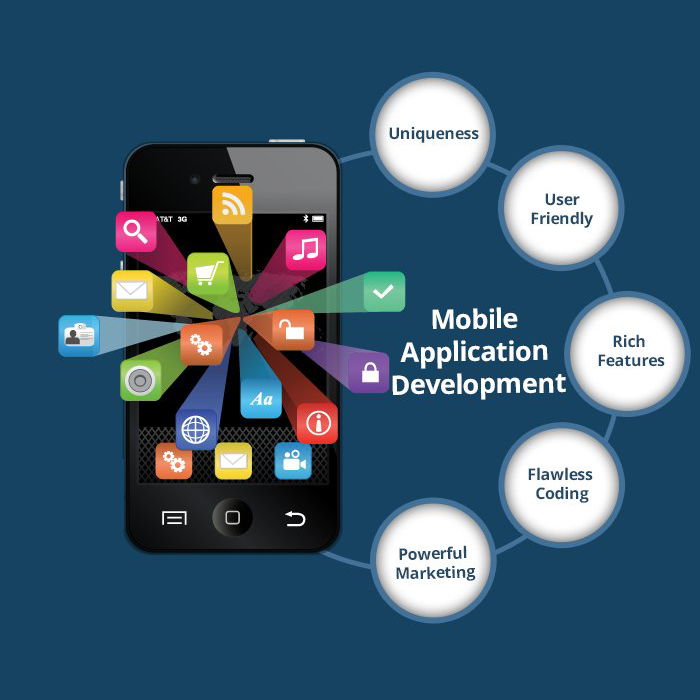 AT&T 3G
Aa
Mobile
Application
Development
Uniqueness
User
Friendly
Rich
Features
Flawless
Coding
Powerful
Marketing